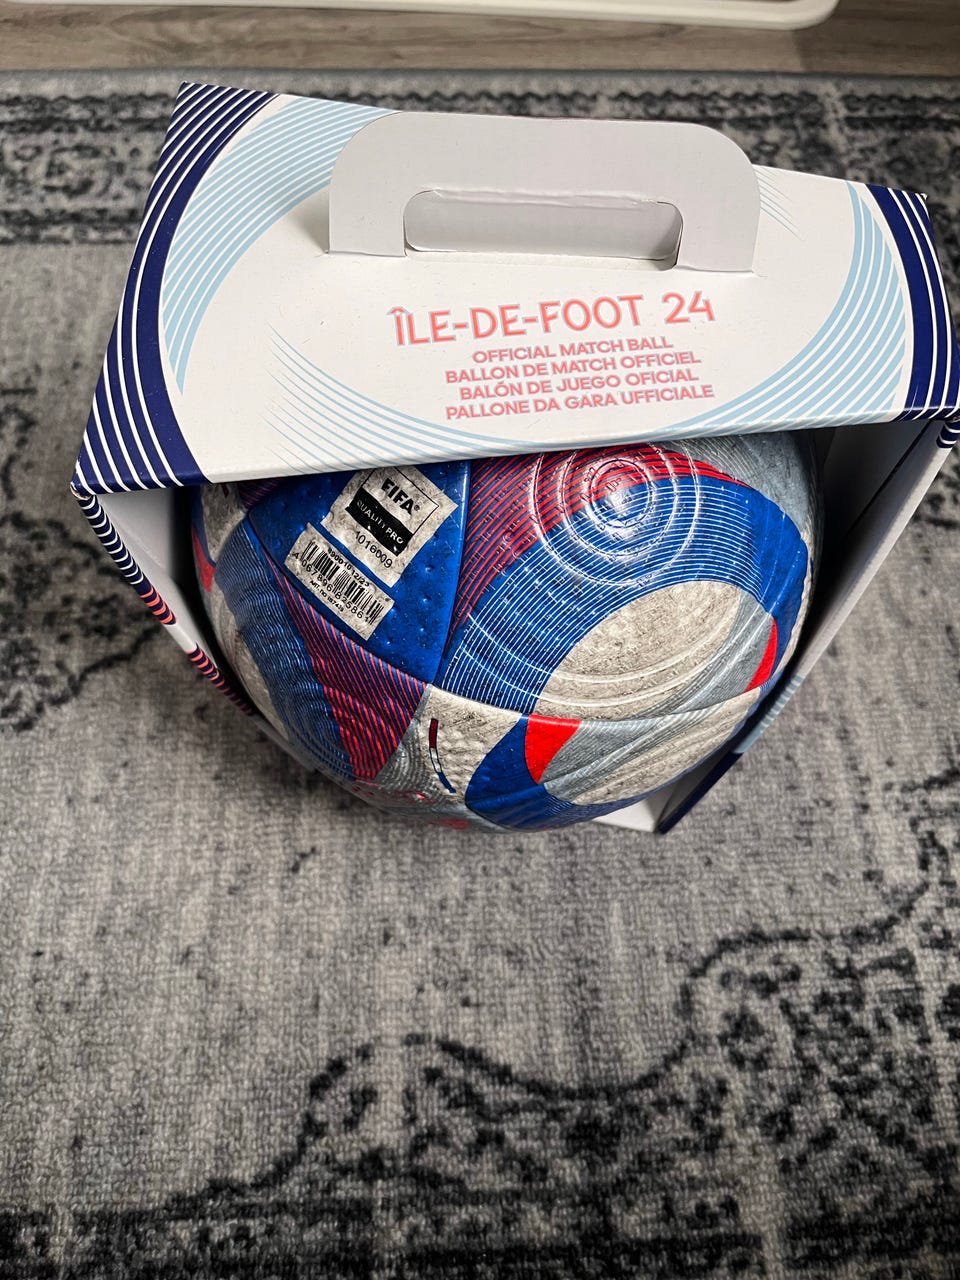 ÎLE-DE-FOOT 24
OFFICIAL MATCH BALL
BALLON DE MATCH OFFICIEL
BALÓN DE JUEGO OFICIAL
PALLONE DA GARA UFFICIALE
FIFA®
QUALITY PRO
1016009